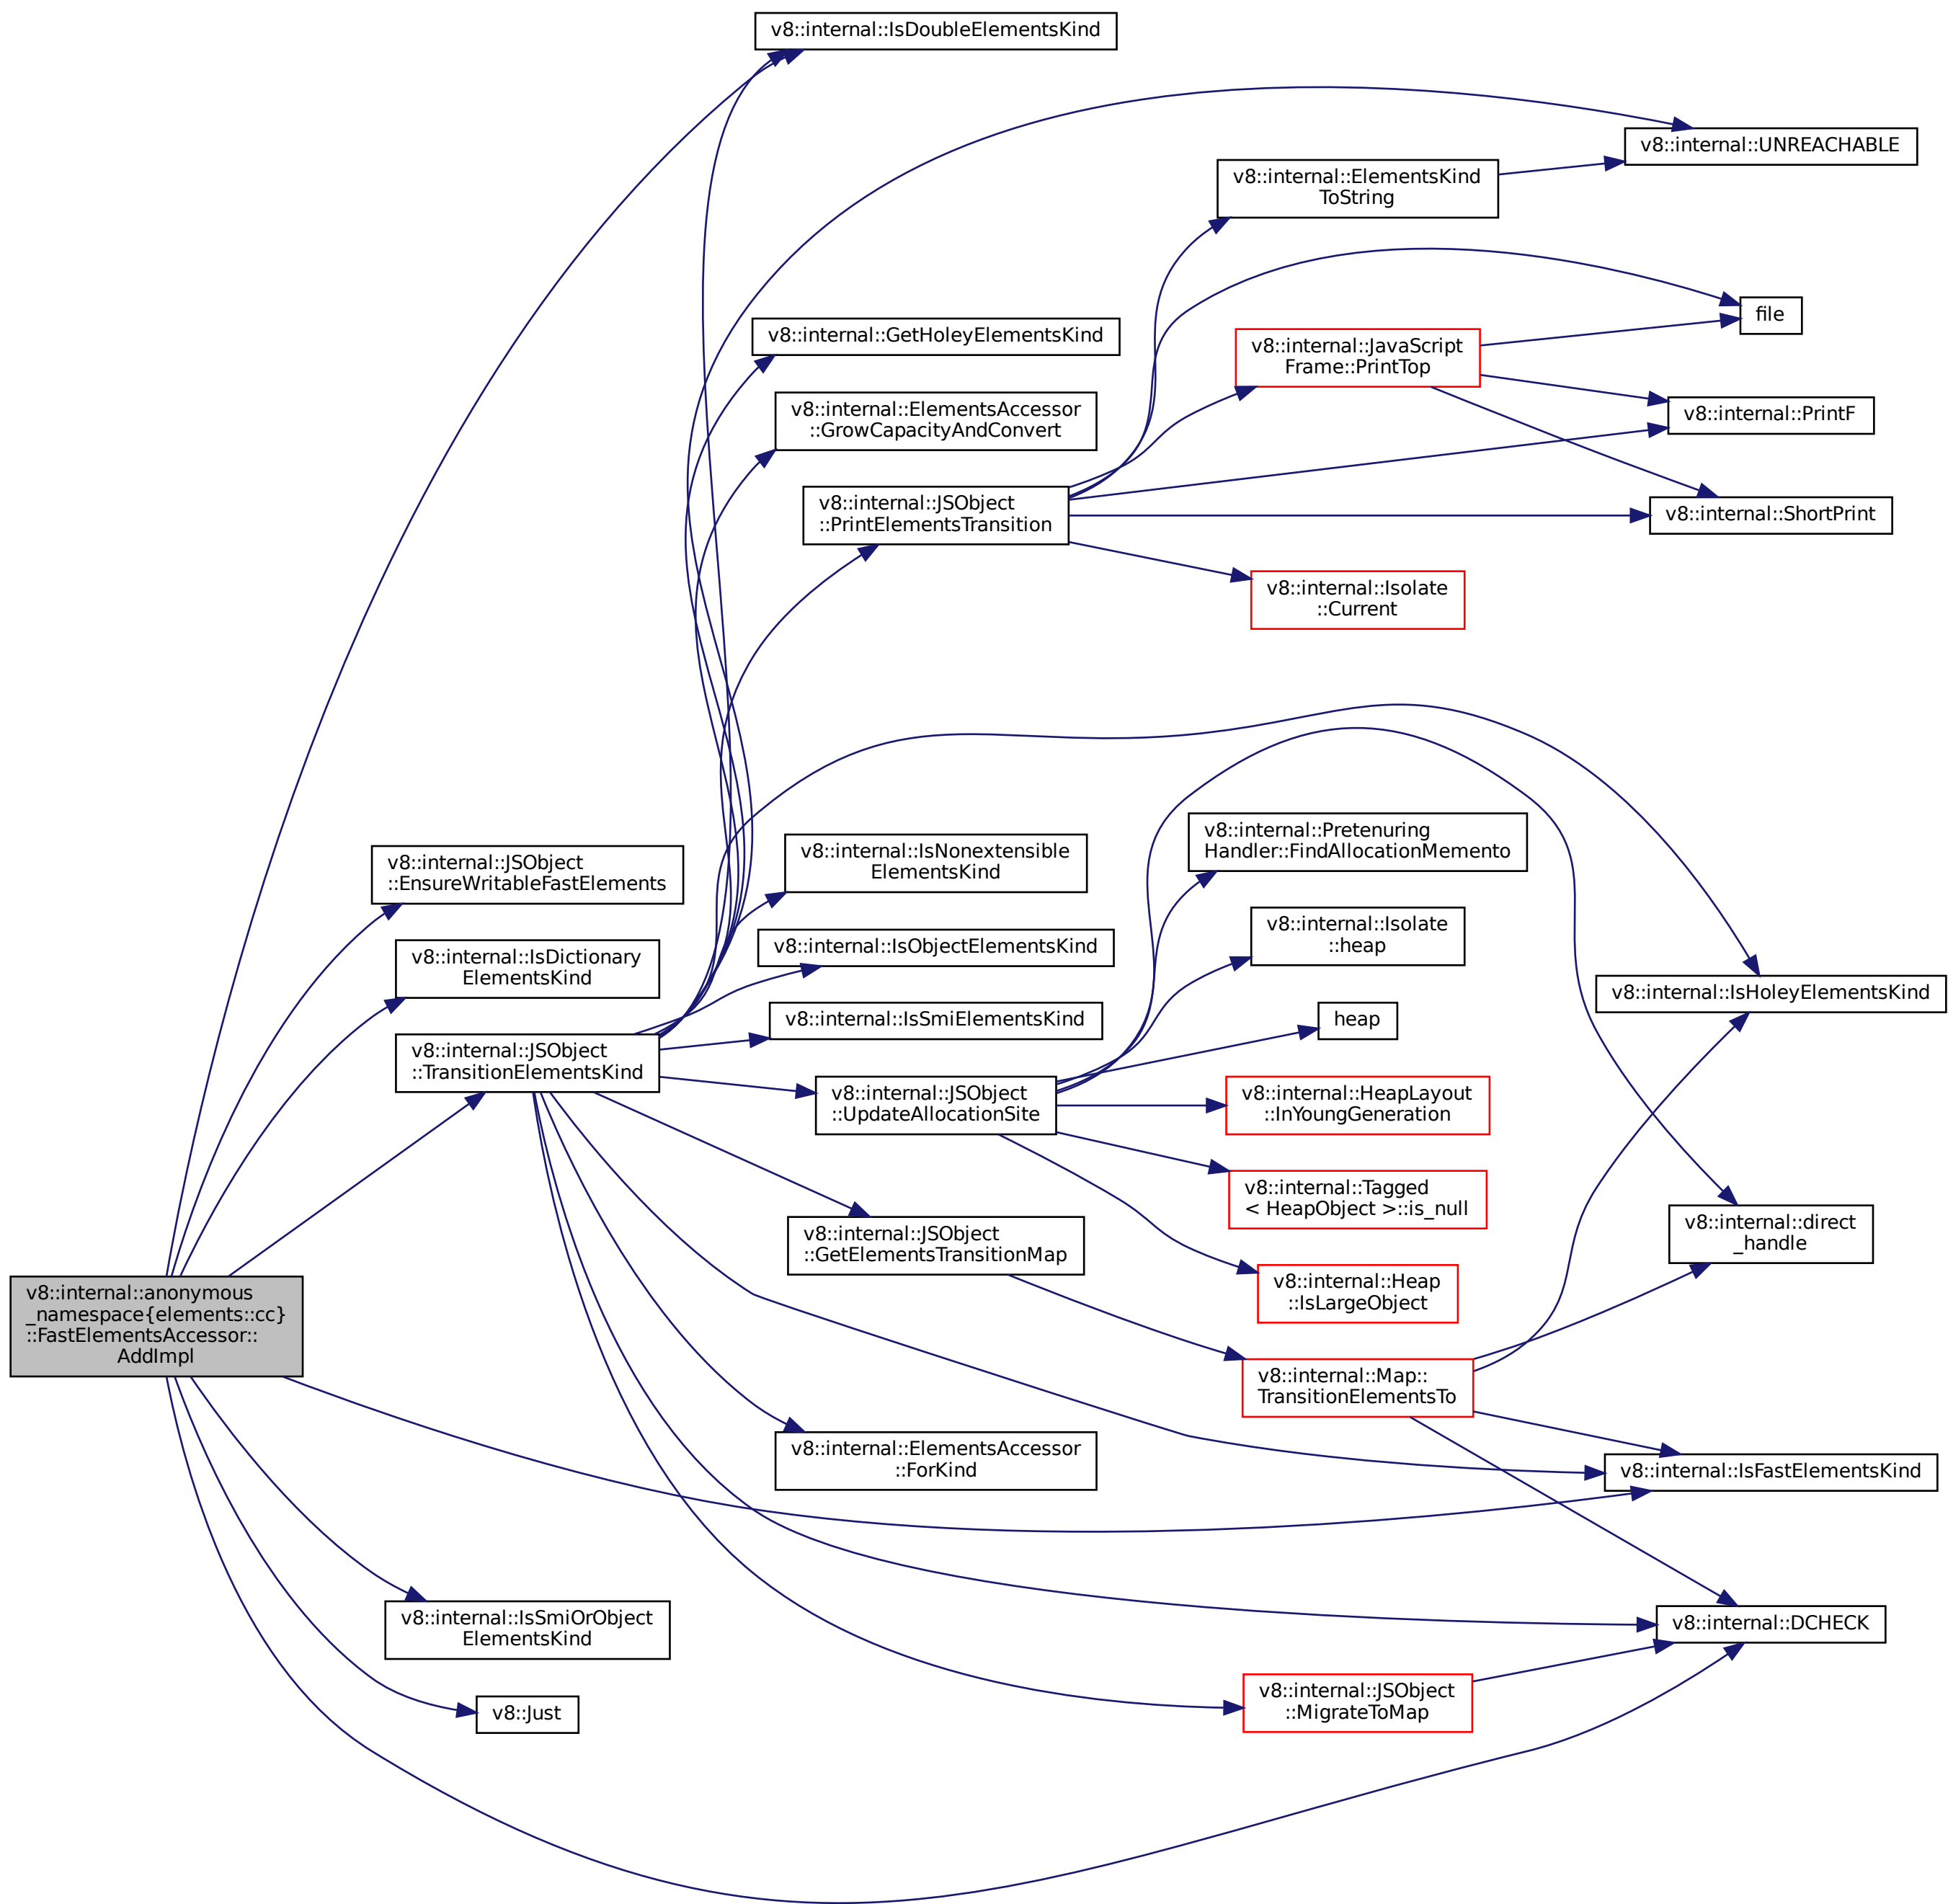 v8::internal::IsDoubleElementsKind
v8::internal::UNREACHABLE
v8::internal::ElementsKind
ToString
file
v8::internal::GetHoleyElementsKind
v8::internal::JavaScript
Frame::PrintTop
v8::internal::ElementsAccessor
::GrowCapacityAndConvert
v8::internal::PrintF
v8::internal::JSObject
::PrintElementsTransition
v8::internal::ShortPrint
v8::internal::Isolate
::Current
v8::internal::Pretenuring
Handler::FindAllocationMemento
v8::internal::IsNonextensible
ElementsKind
v8::internal::JSObject
::EnsureWritableFastElements
v8::internal::IsObjectElementsKind
v8::internal::Isolate
::heap
v8::internal::IsDictionary
ElementsKind
v8::internal::IsHoleyElementsKind
v8::internal::IsSmiElementsKind
heap
v8::internal::JSObject
::TransitionElementsKind
v8::internal::JSObject
::UpdateAllocationSite
v8::internal::HeapLayout
::InYoungGeneration
v8::internal::Tagged
< HeapObject >::is_null
v8::internal::direct
_handle
v8::internal::JSObject
::GetElementsTransitionMap
v8::internal::Heap
::IsLargeObject
v8::internal::anonymous
_namespace{elements::cc}
::FastElementsAccessor::
AddImpl
v8::internal::Map::
TransitionElementsTo
v8::internal::ElementsAccessor
::ForKind
v8::internal::IsFastElementsKind
v8::internal::IsSmiOrObject
ElementsKind
v8::internal::DCHECK
v8::internal::JSObject
::MigrateToMap
v8::Just